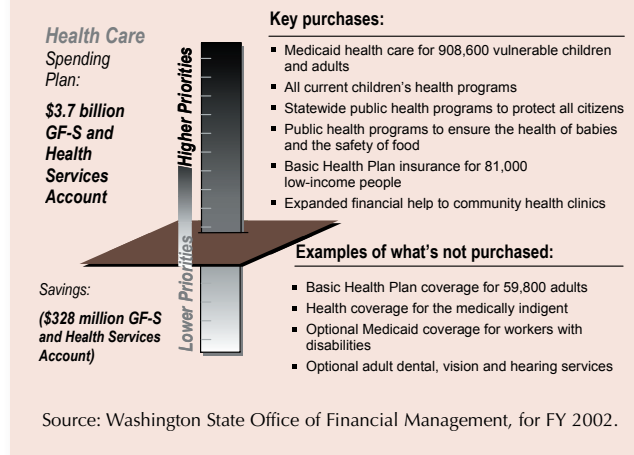 Health Care
Spending
Plan:
$3.7 billion
GF-S and
Health
Services
Account
Higher Priorities
Key purchases:
▪ Medicaid health care for 908,600 vulnerable children
and adults
▪ All current children's health programs
▪ Statewide public health programs to protect all citizens
▪ Public health programs to ensure the health of babies
and the safety of food
▪ Basic Health Plan insurance for 81,000
low-income people
▪ Expanded financial help to community health clinics
Savings:
($328 million GF-S
and Health Services
Account)
Lower Priorities
Examples of what's not purchased:
▪ Basic Health Plan coverage for 59,800 adults
▪ Health coverage for the medically indigent
▪ Optional Medicaid coverage for workers with
disabilities
▪ Optional adult dental, vision and hearing services
Source: Washington State Office of Financial Management, for FY 2002.